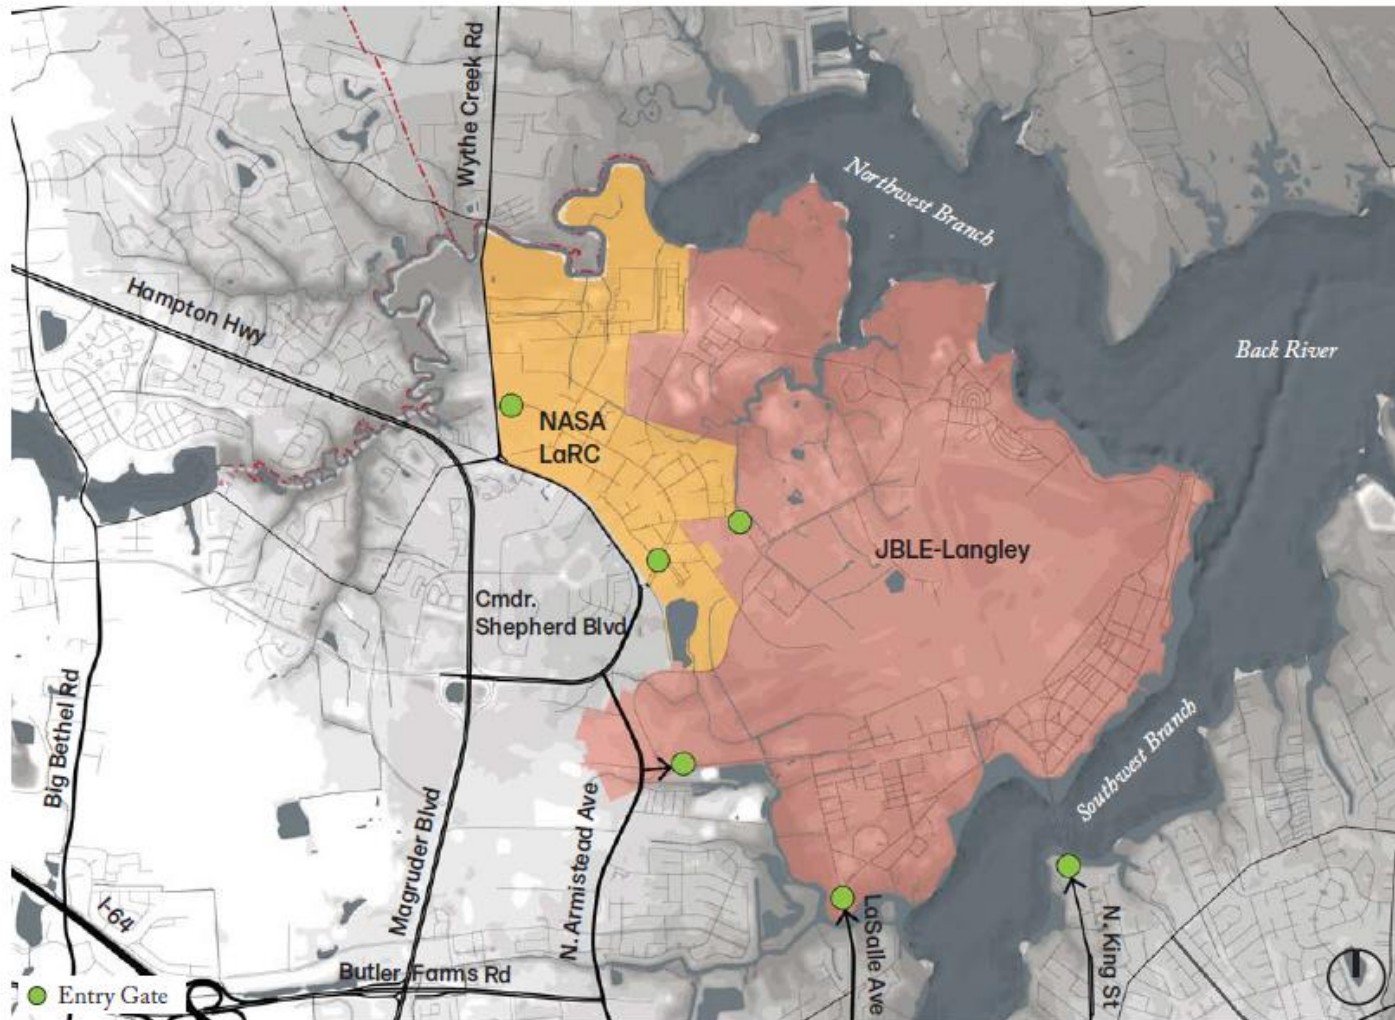 Wythe Creek Rd
Northwest Branch
Hampton Hwy
Back River
NASA
LaRC
JBLE-Langley
Cmdr.
Shepherd Blvd
Big Bethel Rd
Southwest Branch
Magruder Blvd
N. Armistead Ave
I-64
LaSalle Ave
N. King St
Butler Farms Rd
Entry Gate